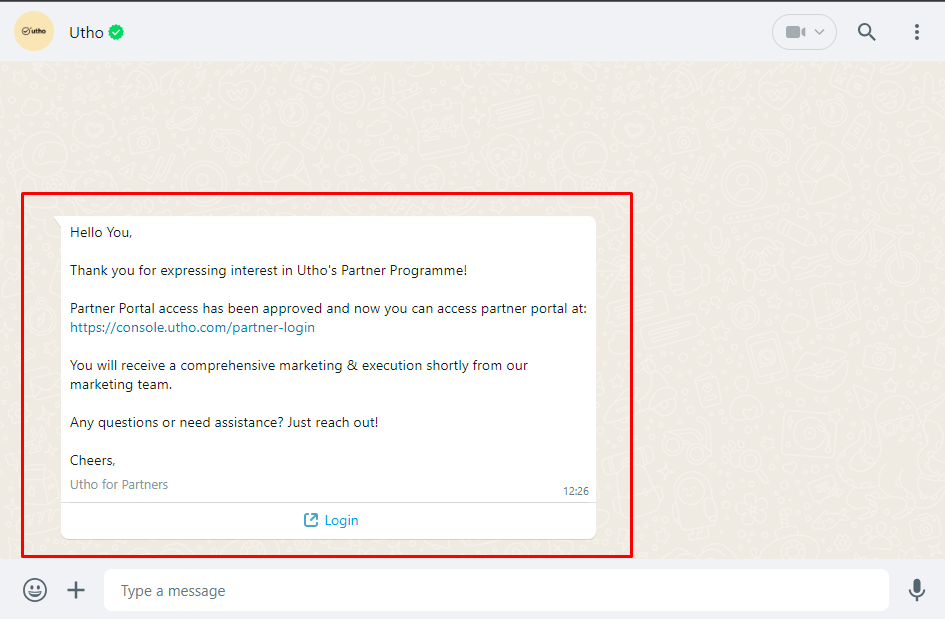 utho
Utho
Hello You,
Thank you for expressing interest in Utho's Partner Programme!
Partner Portal access has been approved and now you can access partner portal at:
https://console.utho.com/partner-login
You will receive a comprehensive marketing & execution shortly from our
marketing team.
Any questions or need assistance? Just reach out!
Cheers,
Utho for Partners
12:26
Login
Type a message